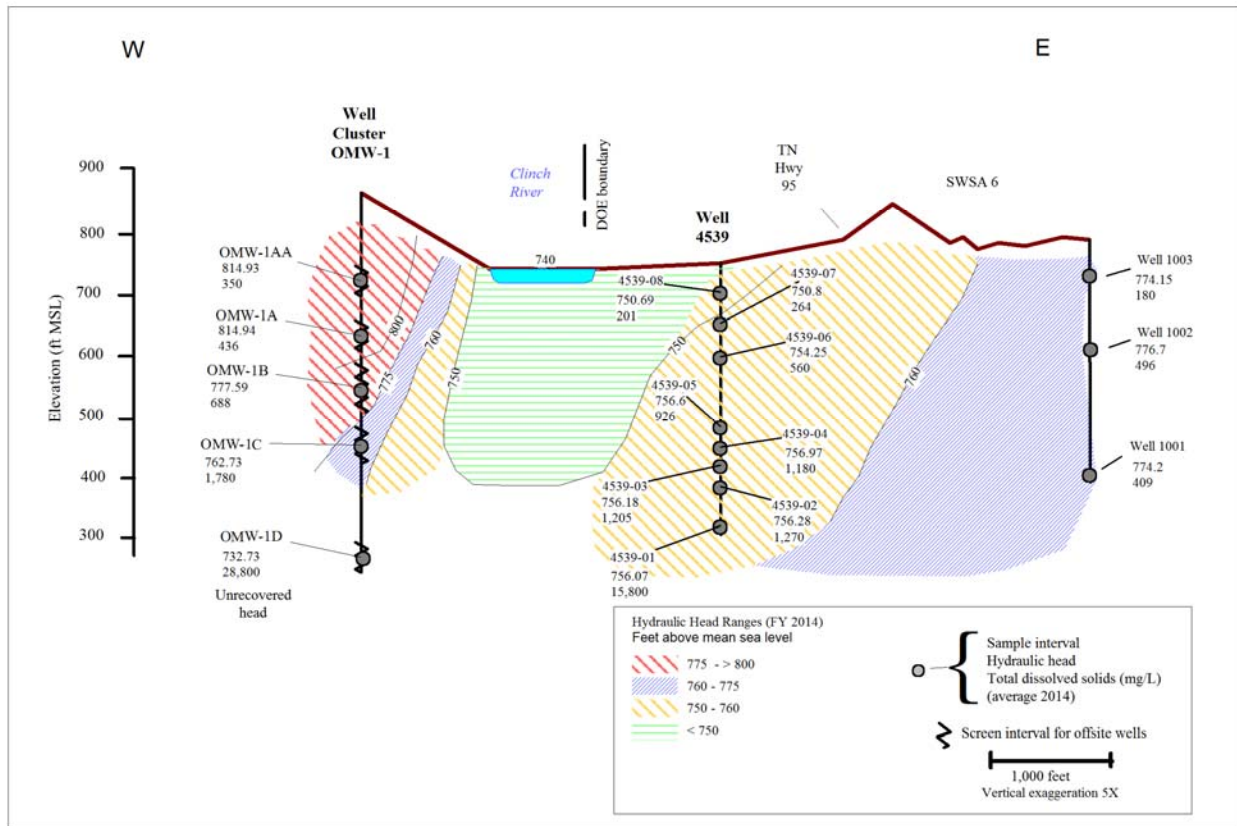 W
E
Well
Cluster
OMW-1
Clinch
River
DOE boundary
TN
Hwy
95
SWSA 6
Well
4539
Elevation (ft MSL)
900
800
700
600
500
400
300
740
OMW-1AA
814.93
350
OMW-1A
814.94
436
OMW-1B
777.59
688
OMW-1C
762.73
1,780
OMW-1D
732.73
28,800
Unrecovered
head
800
775
760
750
750
760
4539-08
750.69
201
4539-07
750.8
264
4539-06
754.25
560
4539-05
756.6
926
4539-04
756.97
1,180
4539-03
756.18
1,205
4539-02
756.28
1,270
4539-01
756.07
15,800
Well 1003
774.15
180
Well 1002
776.7
496
Well 1001
774.2
409
Hydraulic Head Ranges (FY 2014)
Feet above mean sea level
775 - > 800
760 - 775
750 - 760
< 750
Sample interval
Hydraulic head
Total dissolved solids (mg/L)
(average 2014)
Screen interval for offsite wells
1,000 feet
Vertical exaggeration 5X